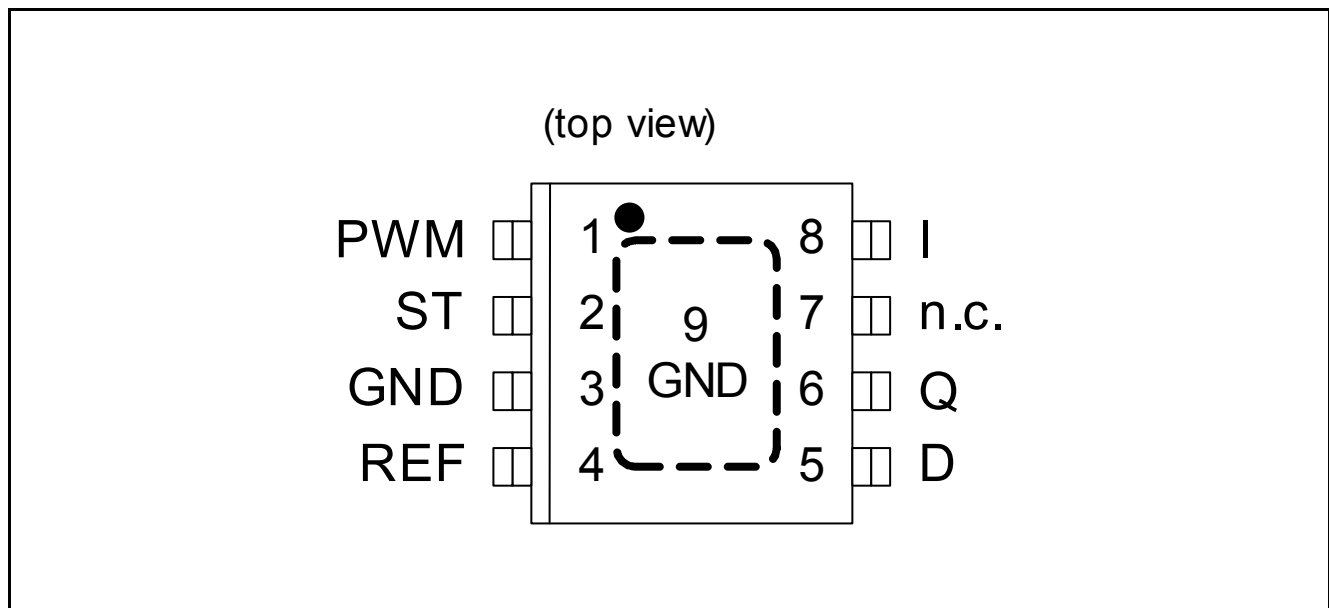 (top view)
PWM 1 8 I
ST 2 7 n.c.
9
GND 3 6 Q
GND
REF 4 5 D